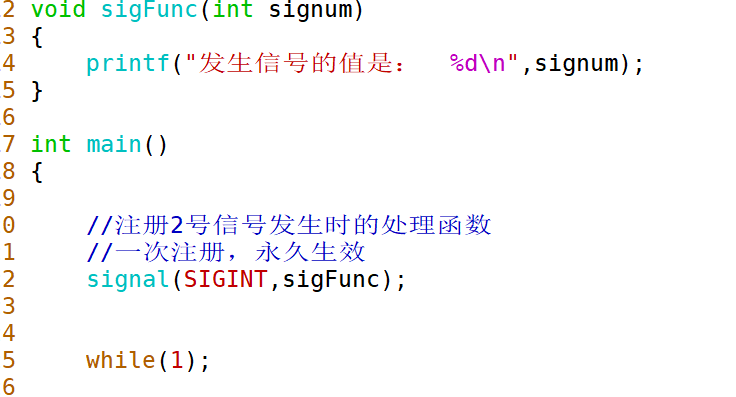 2 void sigFunc(int signum)
3 {
4     printf("发生信号的值是：  %d\n",signum);
5 }
6
7 int main()
8 {
9
0     //注册2号信号发生时的处理函数
1     //一次注册，永久生效
2     signal(SIGINT,sigFunc);
3
4
5     while(1);
6